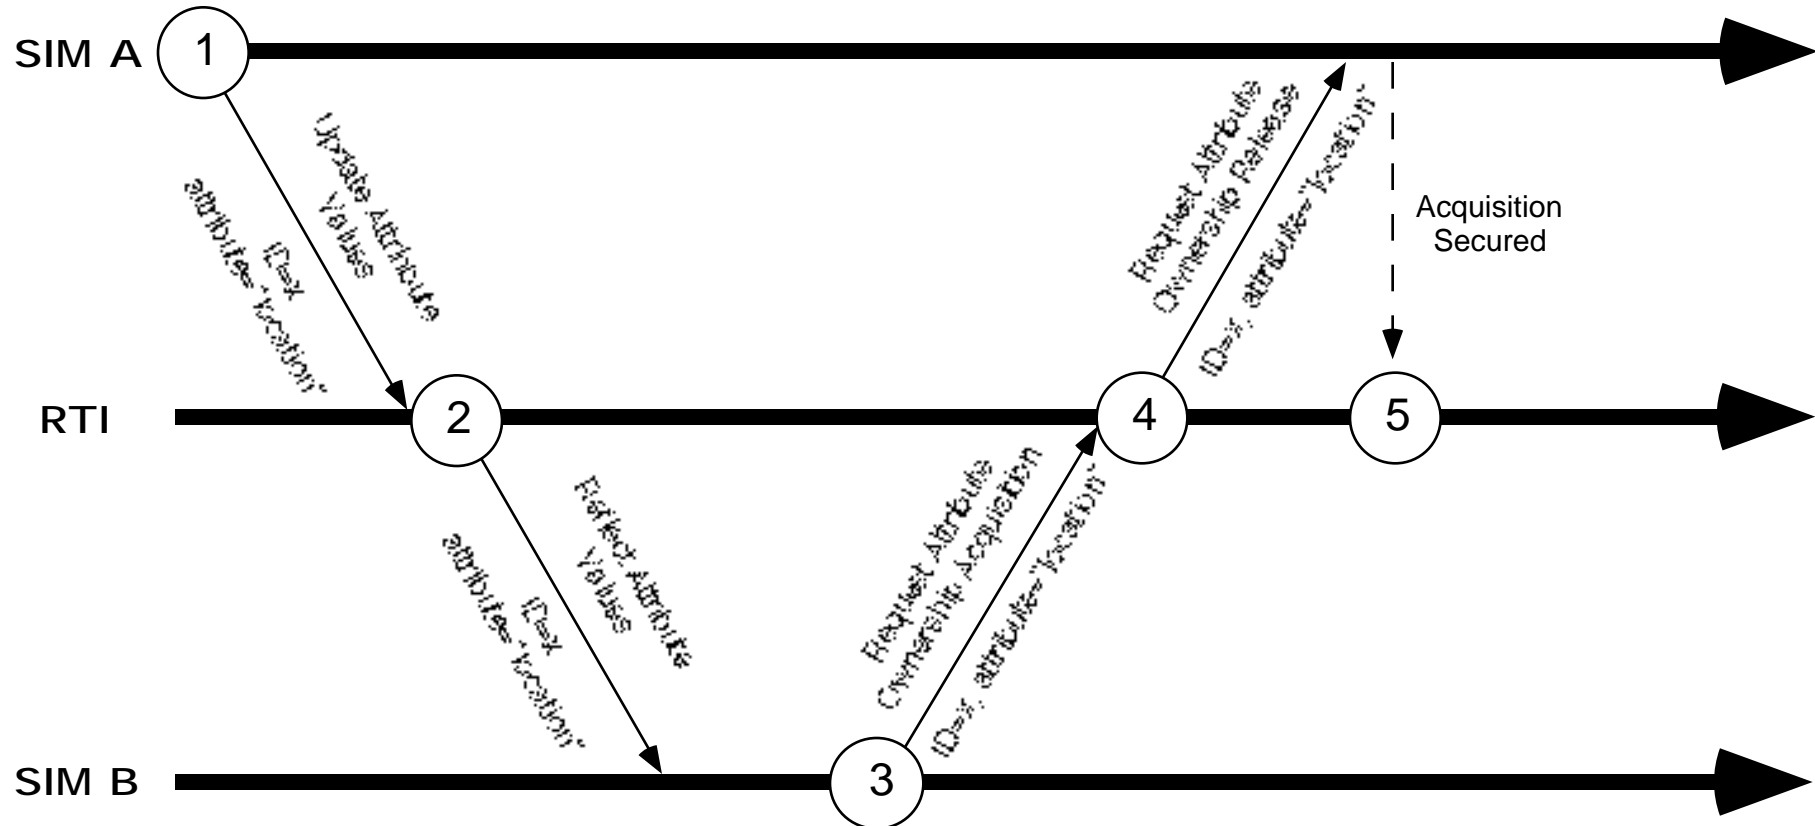 SIM A
1
Update Attribute
Values
ID=x
attribute="location"
Request Attribute
Ownership Release
ID=x, attribute="location"
Acquisition
Secured
RTI
2
4
5
Reflect Attribute
Values
ID=x
attribute="location"
Request Attribute
Ownership Acquisition
ID=x, attribute="location"
SIM B
3